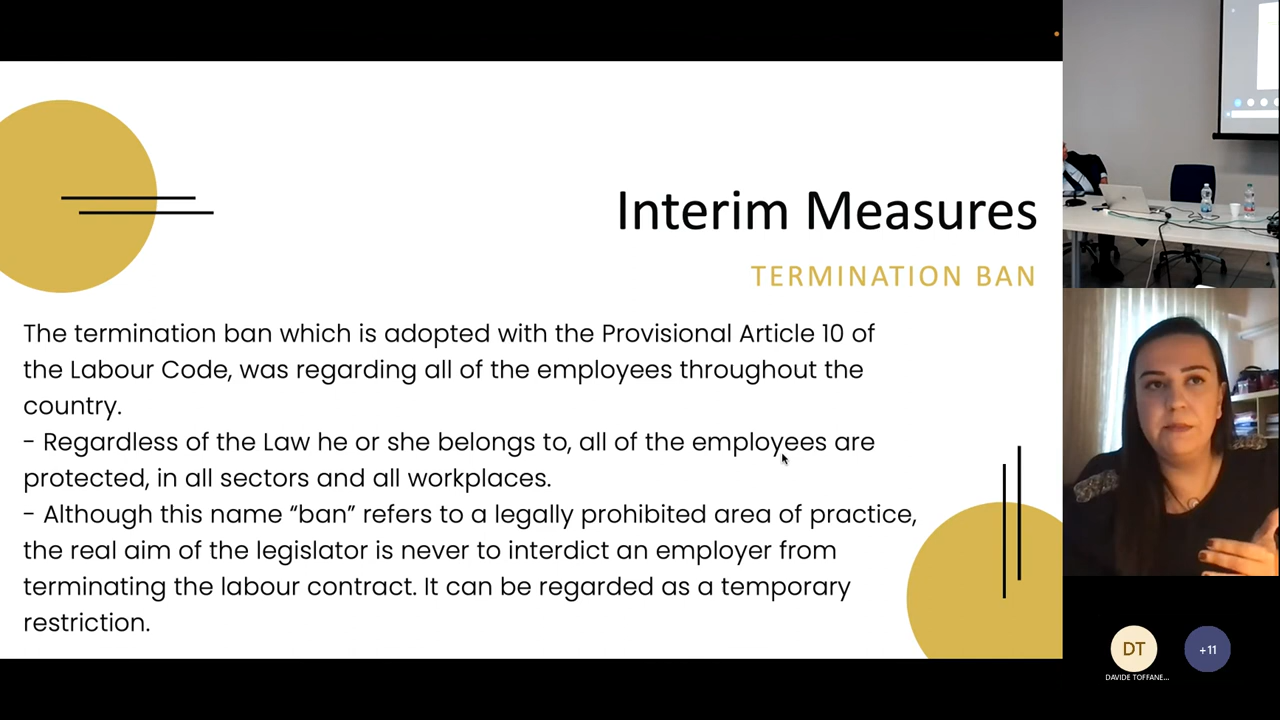 Interim Measures
TERMINATION BAN
The termination ban which is adopted with the Provisional Article 10 of
the Labour Code, was regarding all of the employees throughout the
country.
- Regardless of the Law he or she belongs to, all of the employees are
protected, in all sectors and all workplaces.
- Although this name “ban” refers to a legally prohibited area of practice,
the real aim of the legislator is never to interdict an employer from
terminating the labour contract. It can be regarded as a temporary
restriction.
DT
+11
DAVIDE TOFFANE...